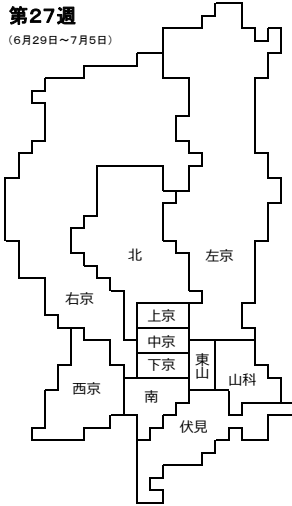 第27週
（6月29日～7月5日）
北
左京
右京
上京
中京
下京
東山
山科
西京
南
伏見